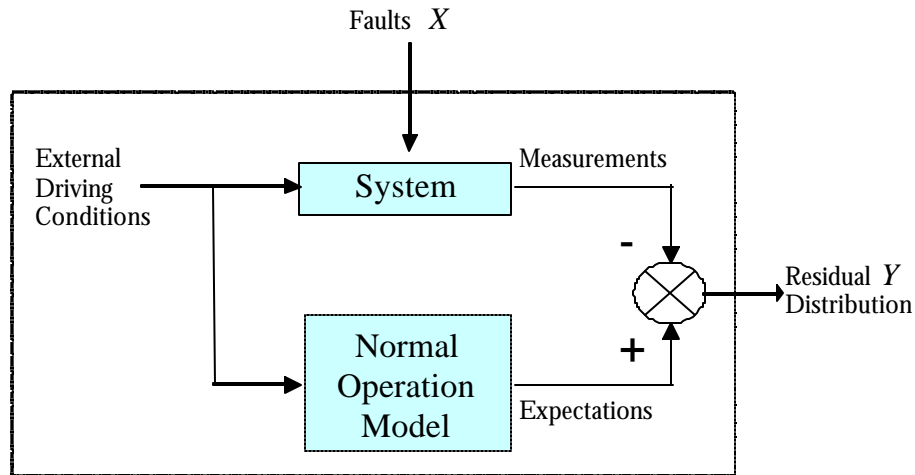 Faults X
External
Driving
Conditions
System
Measurements
-
Residual Y
Distribution
+
Normal
Operation
Model
Expectations